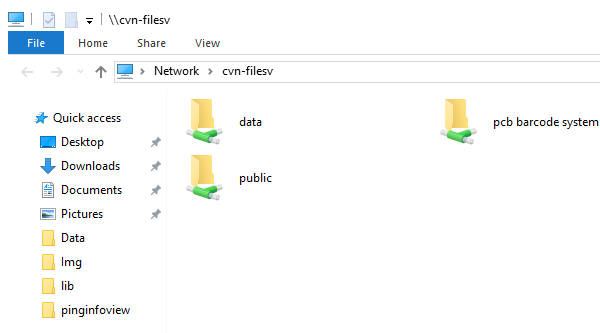 \\cvn-filesv
File
Home
Share
View
Network
cvn-filesv
Quick access
Desktop
Downloads
Documents
Pictures
Data
Img
lib
pinginfoview
data
pcb barcode system
public